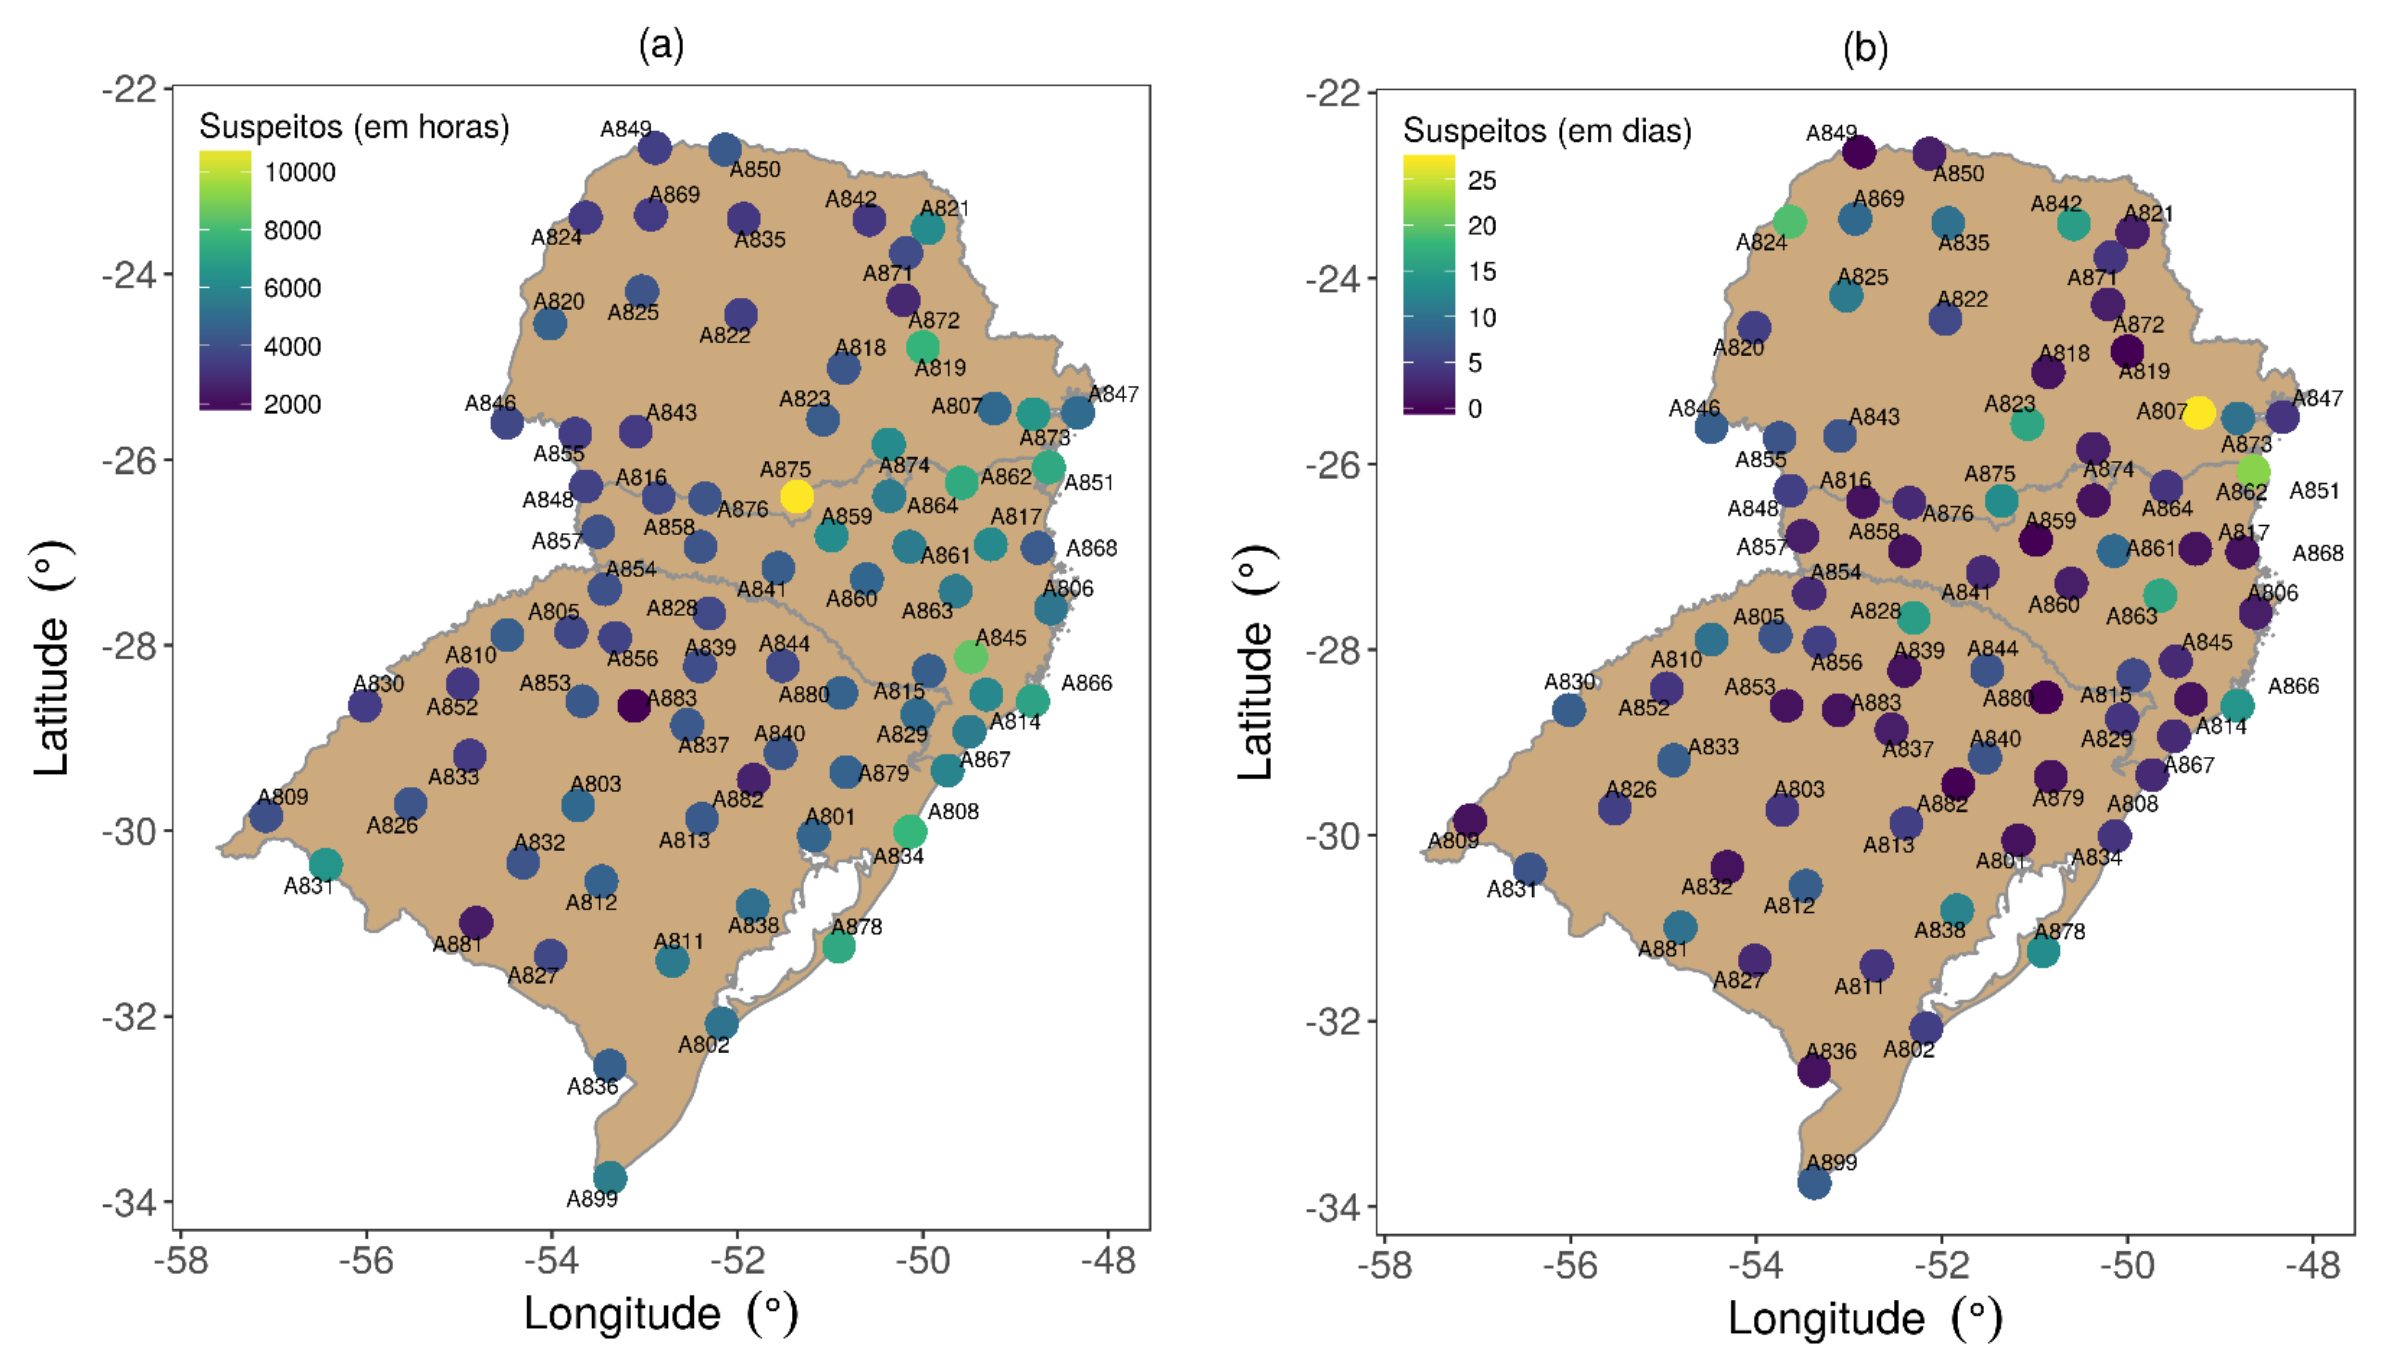 (a)
Suspeitos (em horas)
10000
8000
6000
4000
2000
-22
-24
-26
-28
-30
-32
-34
-58
-56
-54
-52
-50
-48
Latitude (°)
Longitude (°)
A849
A850
A869
A842
A821
A824
A835
A871
A820
A825
A822
A872
A818
A819
A846
A843
A823
A807
A847
A855
A873
A816
A875
A874
A862
A851
A848
A876
A864
A858
A859
A817
A857
A861
A868
A854
A841
A860
A806
A805
A828
A863
A856
A839
A844
A845
A810
A830
A853
A883
A880
A815
A866
A852
A837
A840
A829
A814
A833
A867
A809
A803
A882
A879
A826
A813
A801
A808
A832
A834
A831
A812
A838
A878
A881
A811
A827
A802
A836
A899
(b)
Suspeitos (em dias)
25
20
15
10
5
0
-22
-24
-26
-28
-30
-32
-34
-58
-56
-54
-52
-50
-48
Latitude (°)
Longitude (°)
A849
A850
A869
A842
A821
A824
A835
A825
A871
A822
A872
A820
A818
A819
A846
A843
A823
A807
A847
A855
A873
A816
A875
A874
A862
A851
A848
A876
A864
A858
A859
A817
A857
A861
A868
A854
A841
A860
A806
A805
A828
A863
A856
A839
A844
A845
A810
A830
A853
A883
A880
A815
A866
A852
A837
A840
A829
A814
A833
A867
A826
A803
A882
A879
A808
A809
A813
A801
A834
A831
A832
A812
A838
A878
A881
A827
A811
A836
A802
A899